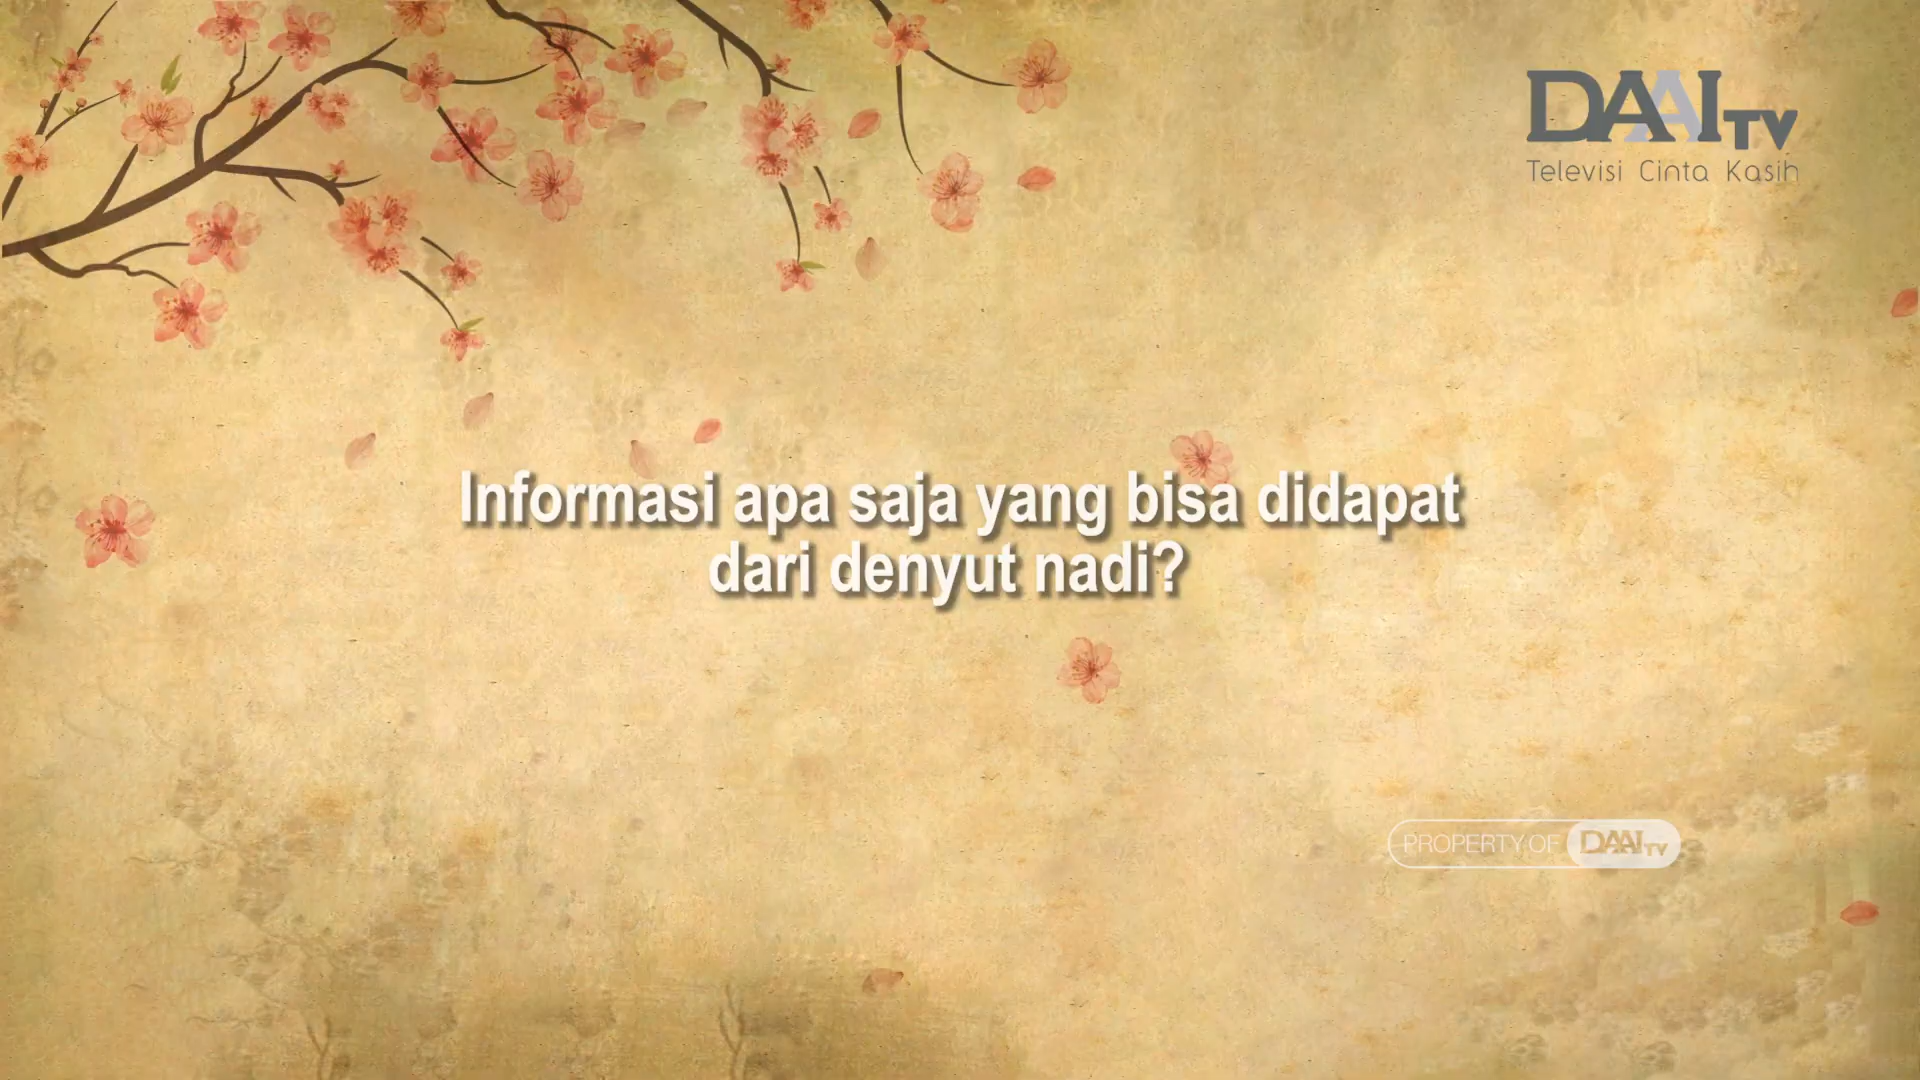 DAAI TV
Televisi Cinta Kasih
Informasi apa saja yang bisa didapat
dari denyut nadi?
PROPERTY OF DAAI TV